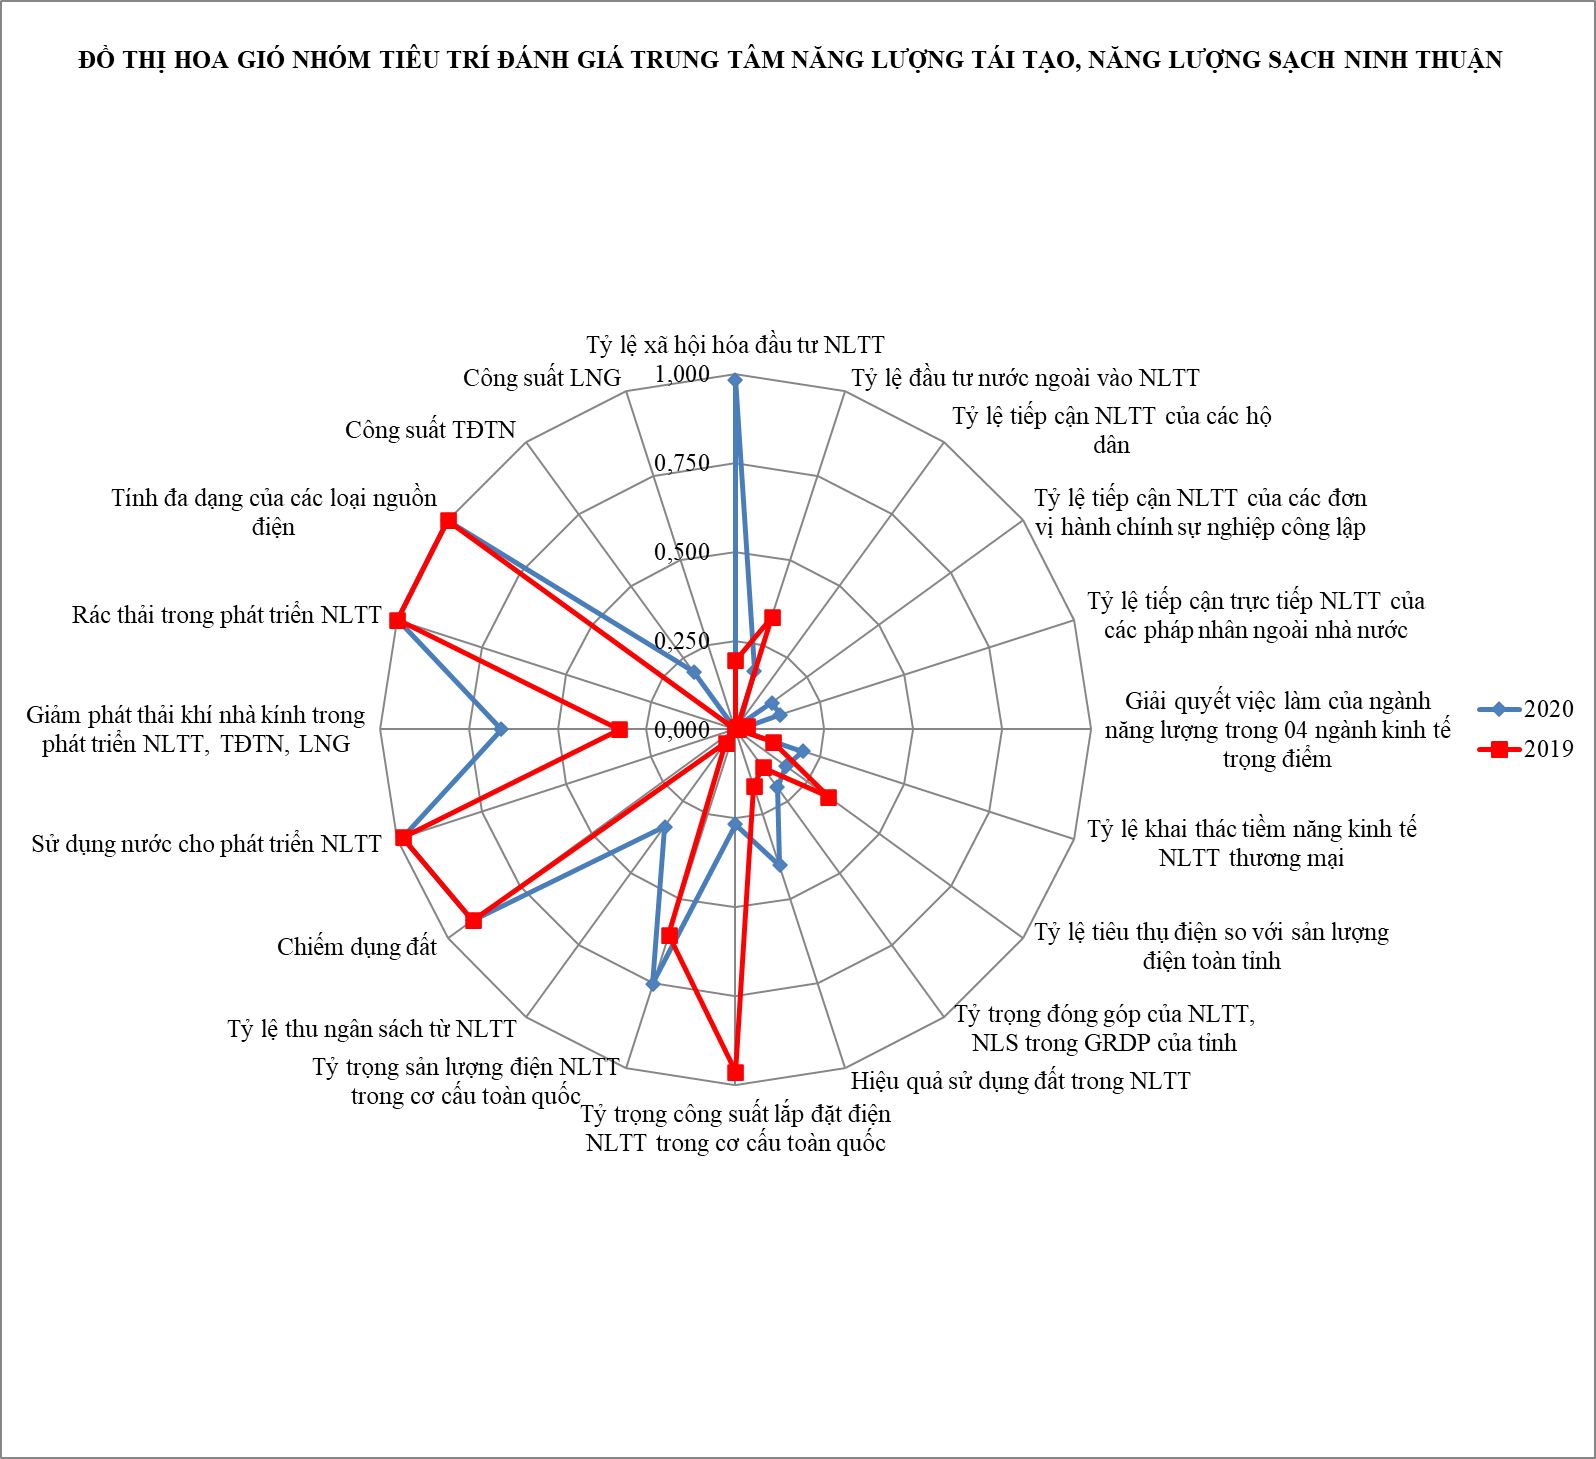 ĐỒ THỊ HOA GIÓ NHÓM TIÊU TRÍ ĐÁNH GIÁ TRUNG TÂM NĂNG LƯỢNG TÁI TẠO, NĂNG LƯỢNG SẠCH NINH THUẬN
Tỷ lệ xã hội hóa đầu tư NLTT
Tỷ lệ đầu tư nước ngoài vào NLTT
Tỷ lệ tiếp cận NLTT của các hộ
dân
Tỷ lệ tiếp cận NLTT của các đơn
vị hành chính sự nghiệp công lập
Tỷ lệ tiếp cận trực tiếp NLTT của
các pháp nhân ngoài nhà nước
Giải quyết việc làm của ngành
năng lượng trong 04 ngành kinh tế
trọng điểm
Tỷ lệ khai thác tiềm năng kinh tế
NLTT thương mại
Tỷ lệ tiêu thụ điện so với sản lượng
điện toàn tỉnh
Tỷ trọng đóng góp của NLTT,
NLS trong GRDP của tỉnh
Hiệu quả sử dụng đất trong NLTT
Tỷ trọng công suất lắp đặt điện
NLTT trong cơ cấu toàn quốc
Tỷ trọng sản lượng điện NLTT
trong cơ cấu toàn quốc
Tỷ lệ thu ngân sách từ NLTT
Chiếm dụng đất
Sử dụng nước cho phát triển NLTT
Giảm phát thải khí nhà kính trong
phát triển NLTT, TĐTN, LNG
Rác thải trong phát triển NLTT
Tính đa dạng của các loại nguồn
điện
Công suất TĐTN
Công suất LNG
1,000
0,750
0,500
0,250
0,000
2020
2019